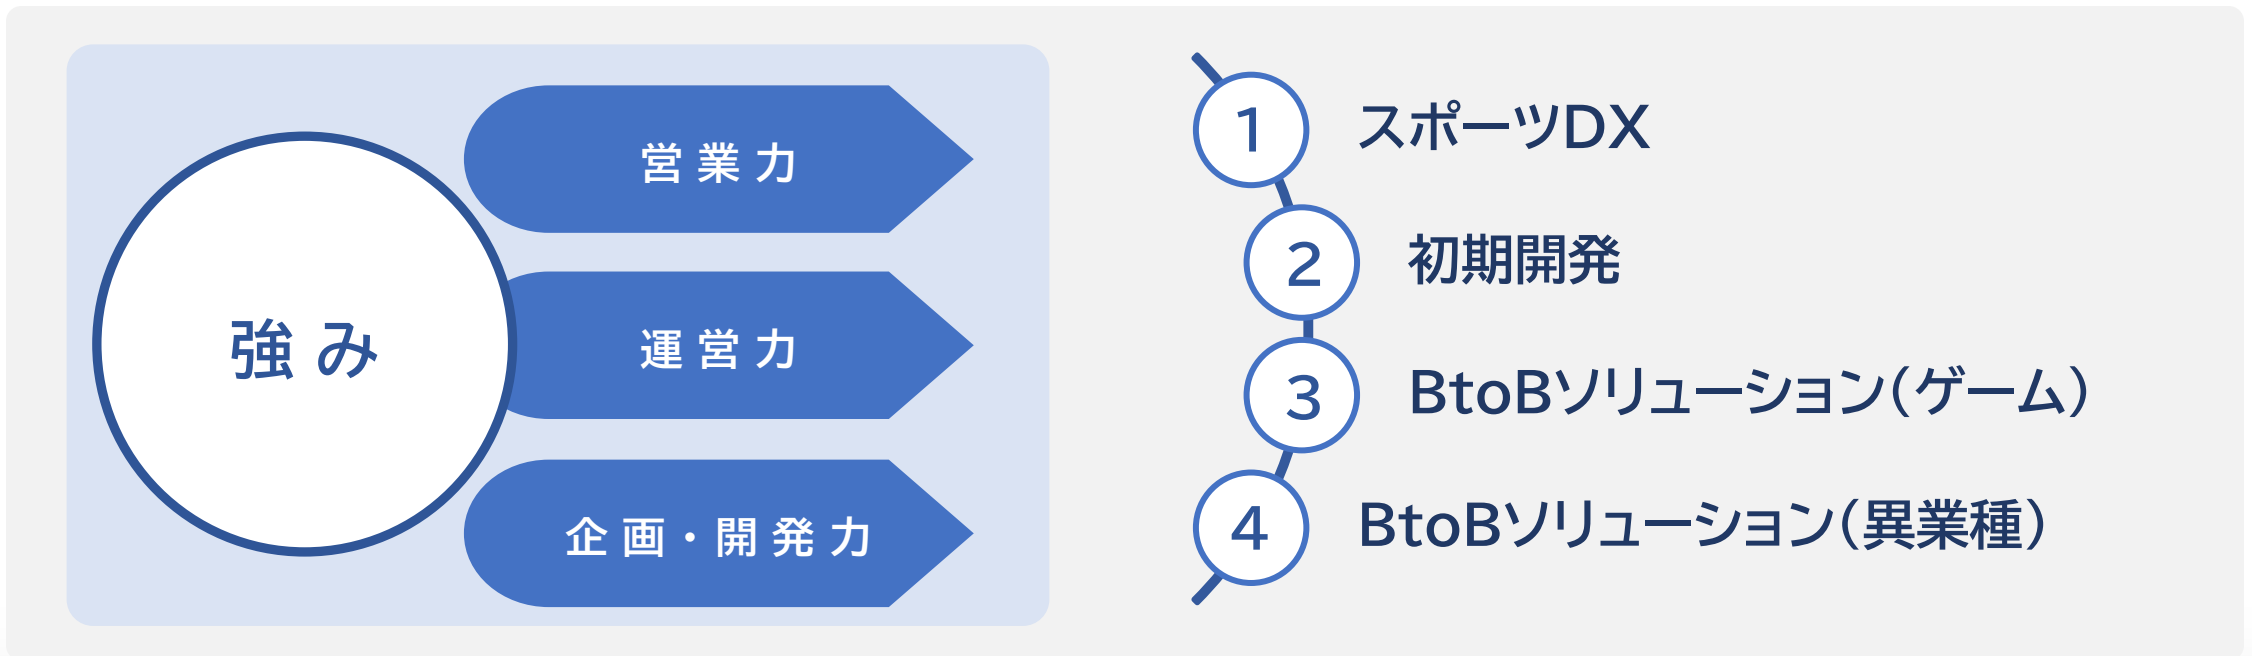 強み
営業力
運営力
企画・開発力
1 スポーツDX
2 初期開発
3 BtoBソリューション(ゲーム)
4 BtoBソリューション(異業種)